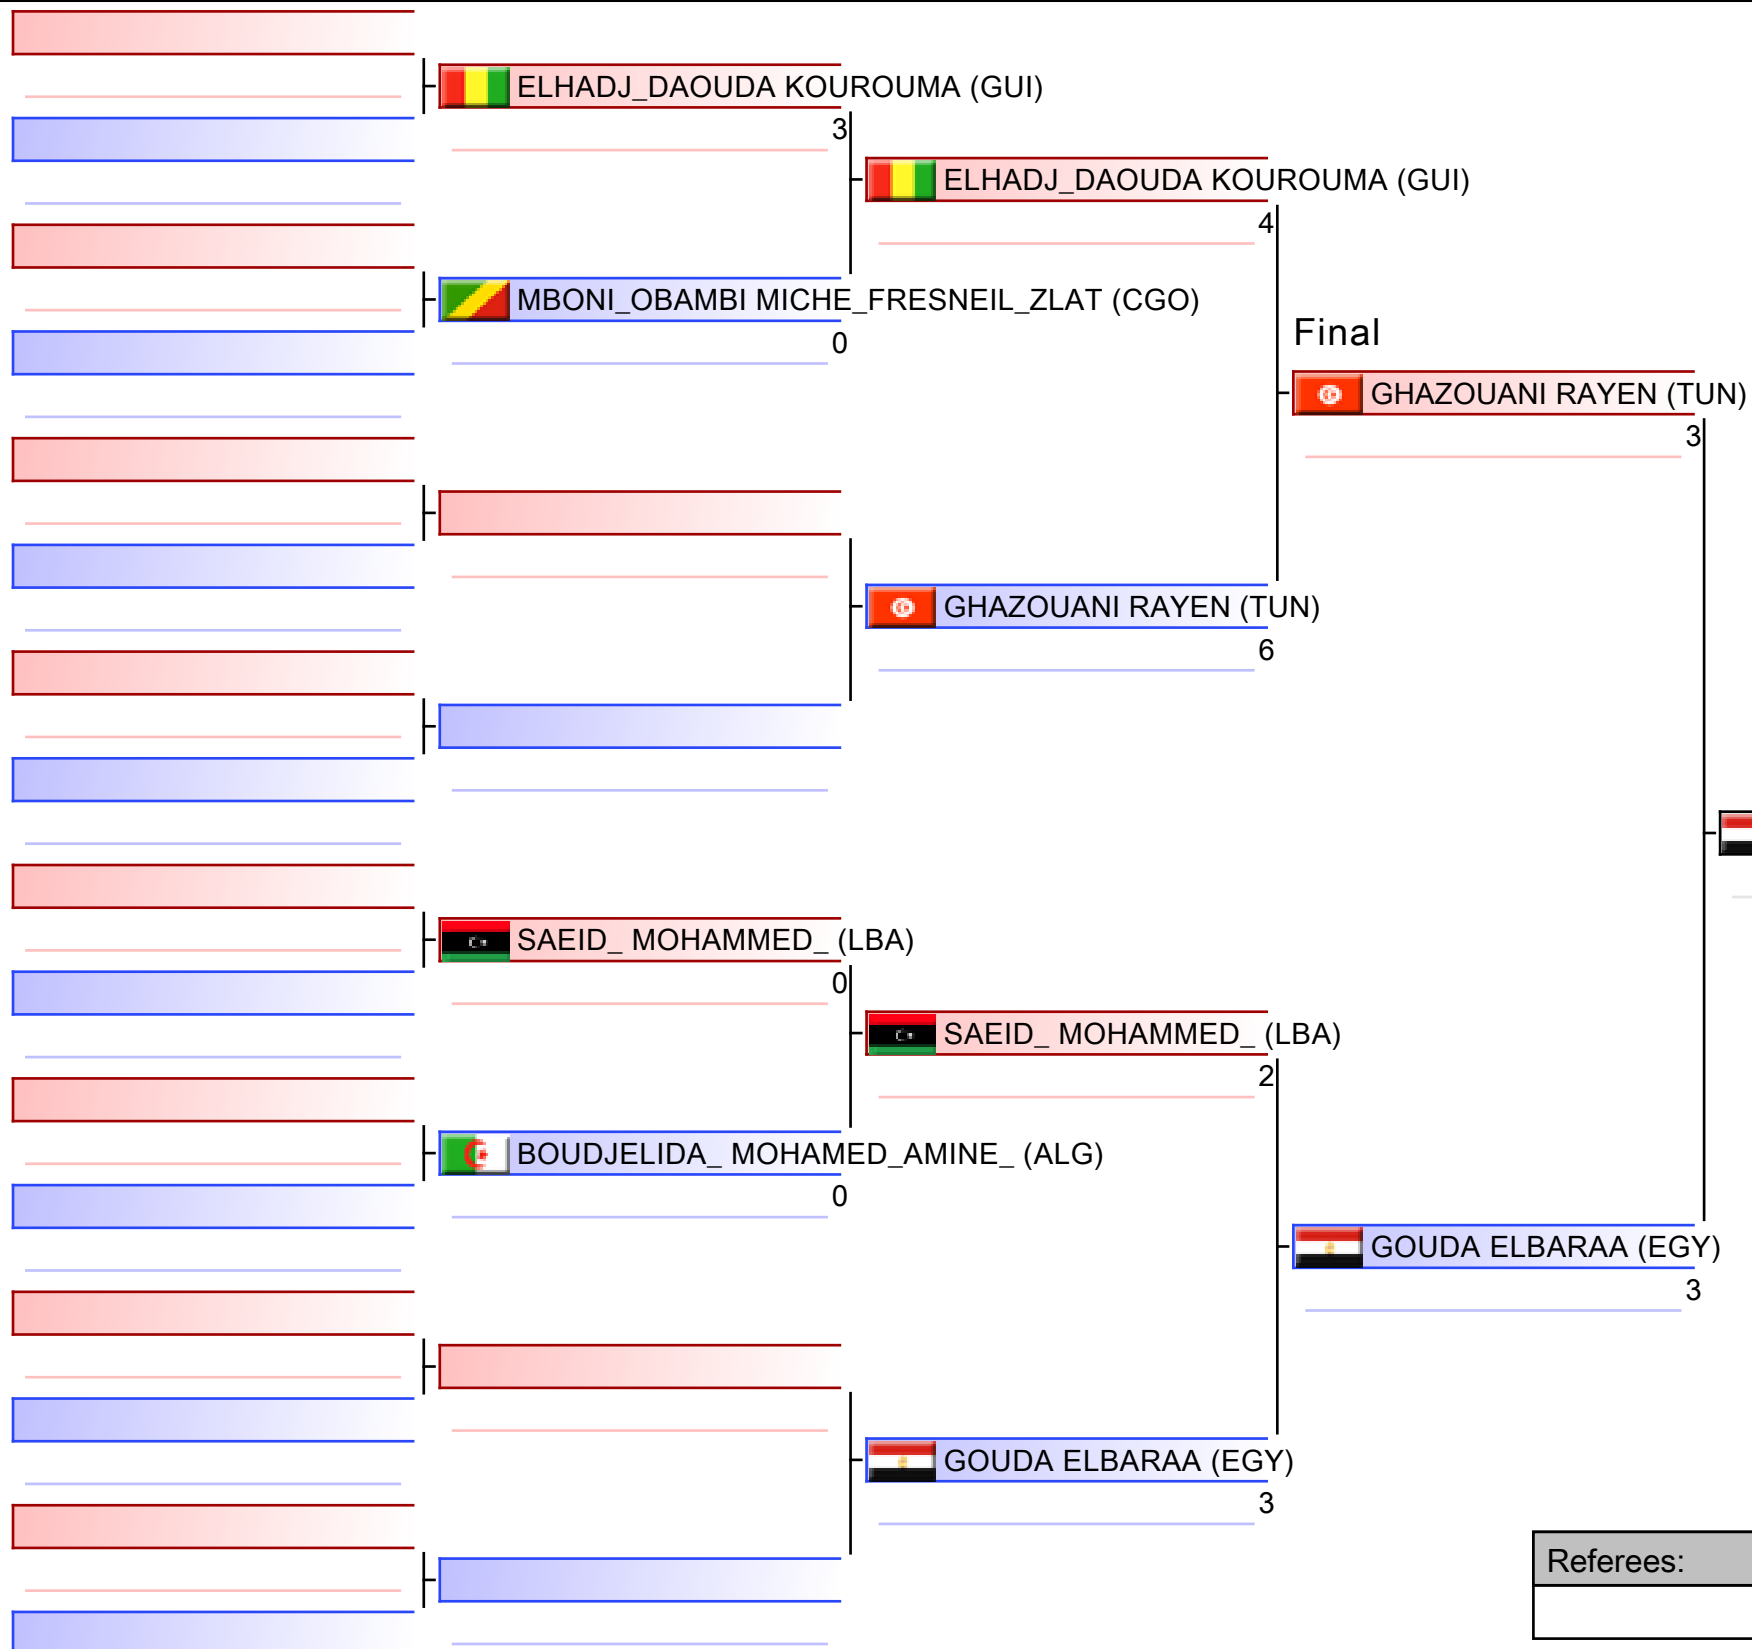 ELHADJ_DAOUDA KOUROUMA (GUI)
3
ELHADJ_DAOUDA KOUROUMA (GUI)
4
MBONI_OBAMBI MICHE_FRESNEIL_ZLAT (CGO)
0
Final
GHAZOUANI RAYEN (TUN)
3
GHAZOUANI RAYEN (TUN)
6
SAEID_ MOHAMMED_ (LBA)
0
SAEID_ MOHAMMED_ (LBA)
2
BOUDJELIDA_ MOHAMED_AMINE_ (ALG)
0
GOUDA ELBARAA (EGY)
3
GOUDA ELBARAA (EGY)
3
Referees: